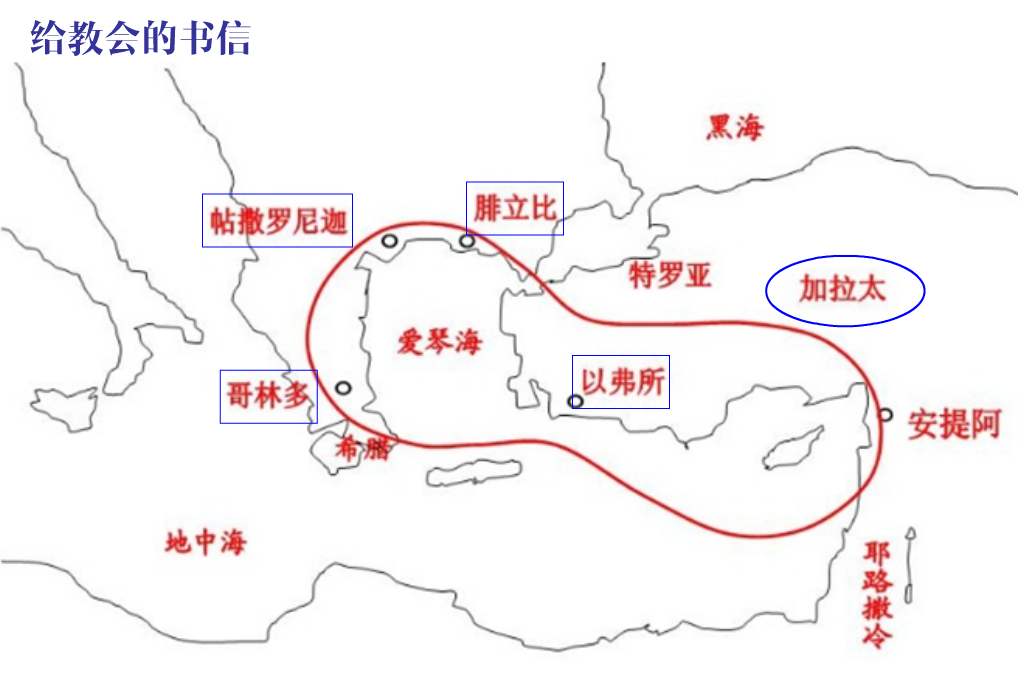 给教会的书信
黑海
帖撒罗尼迦
腓立比
特罗亚
加拉太
爱琴海
以弗所
哥林多
安提阿
希腊
地中海
耶路撒冷